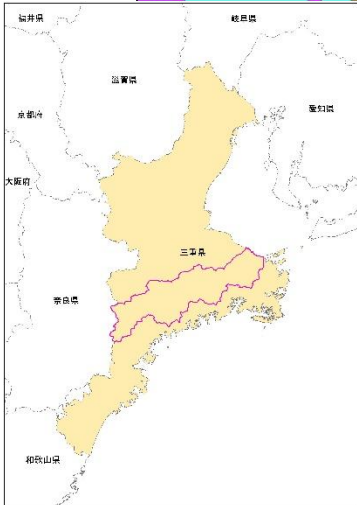 福井県
岐阜県
滋賀県
愛知県
京都府
大阪府
三重県
奈良県
和歌山県